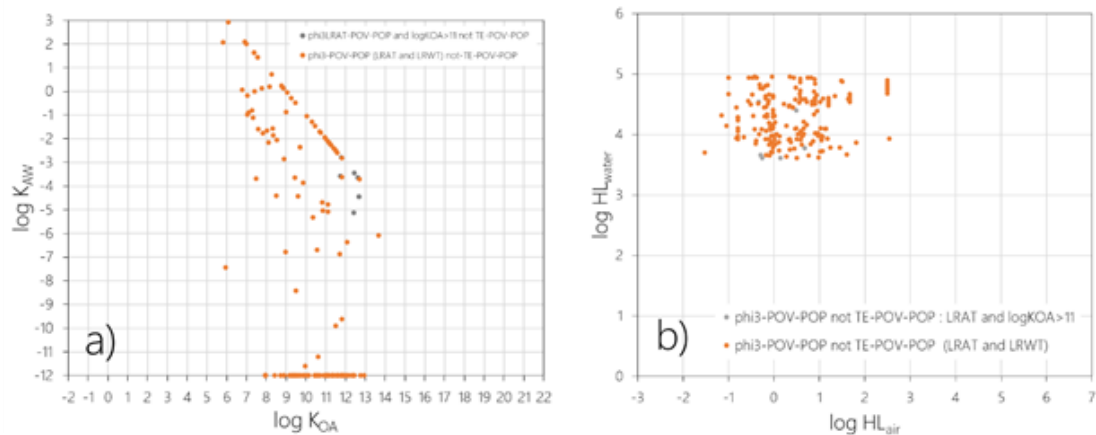 3
2
1
0
-1
-2
-3
-4
-5
-6
-7
-8
-9
-10
-11
-12
-2 -1 0 1 2 3 4 5 6 7 8 9 10 11 12 13 14 15 16 17 18 19 20 21 22
log K_AW
log K_OA
phi3LRAT-POV-POP and logKOA>11 not TE-POV-POP
phi3-POV-POP (LRAT and LRWT) not-TE-POV-POP
a)
6
5
4
3
2
1
0
-3 -2 -1 0 1 2 3 4 5 6 7
log HL_water
log HL_air
phi3-POV-POP not TE-POV-POP : LRAT and logKOA>11
phi3-POV-POP not TE-POV-POP (LRAT and LRWT)
b)